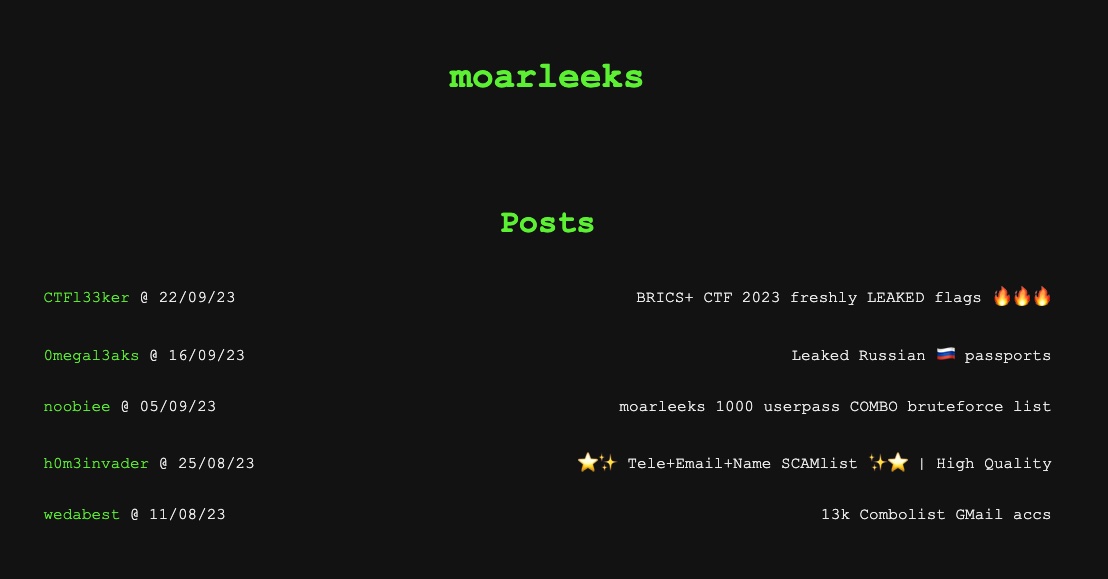 moarleeks
Posts
CTFl33ker @ 22/09/23 BRICS+ CTF 2023 freshly LEAKED flags 🔥🔥🔥
0megal3aks @ 16/09/23 Leaked Russian 🇷🇺 passports
noobiee @ 05/09/23 moarleeks 1000 userpass COMBO bruteforce list
h0m3invader @ 25/08/23 ⭐✨ Tele+Email+Name SCAMlist ✨⭐ | High Quality
wedabest @ 11/08/23 13k Combolist GMail accs